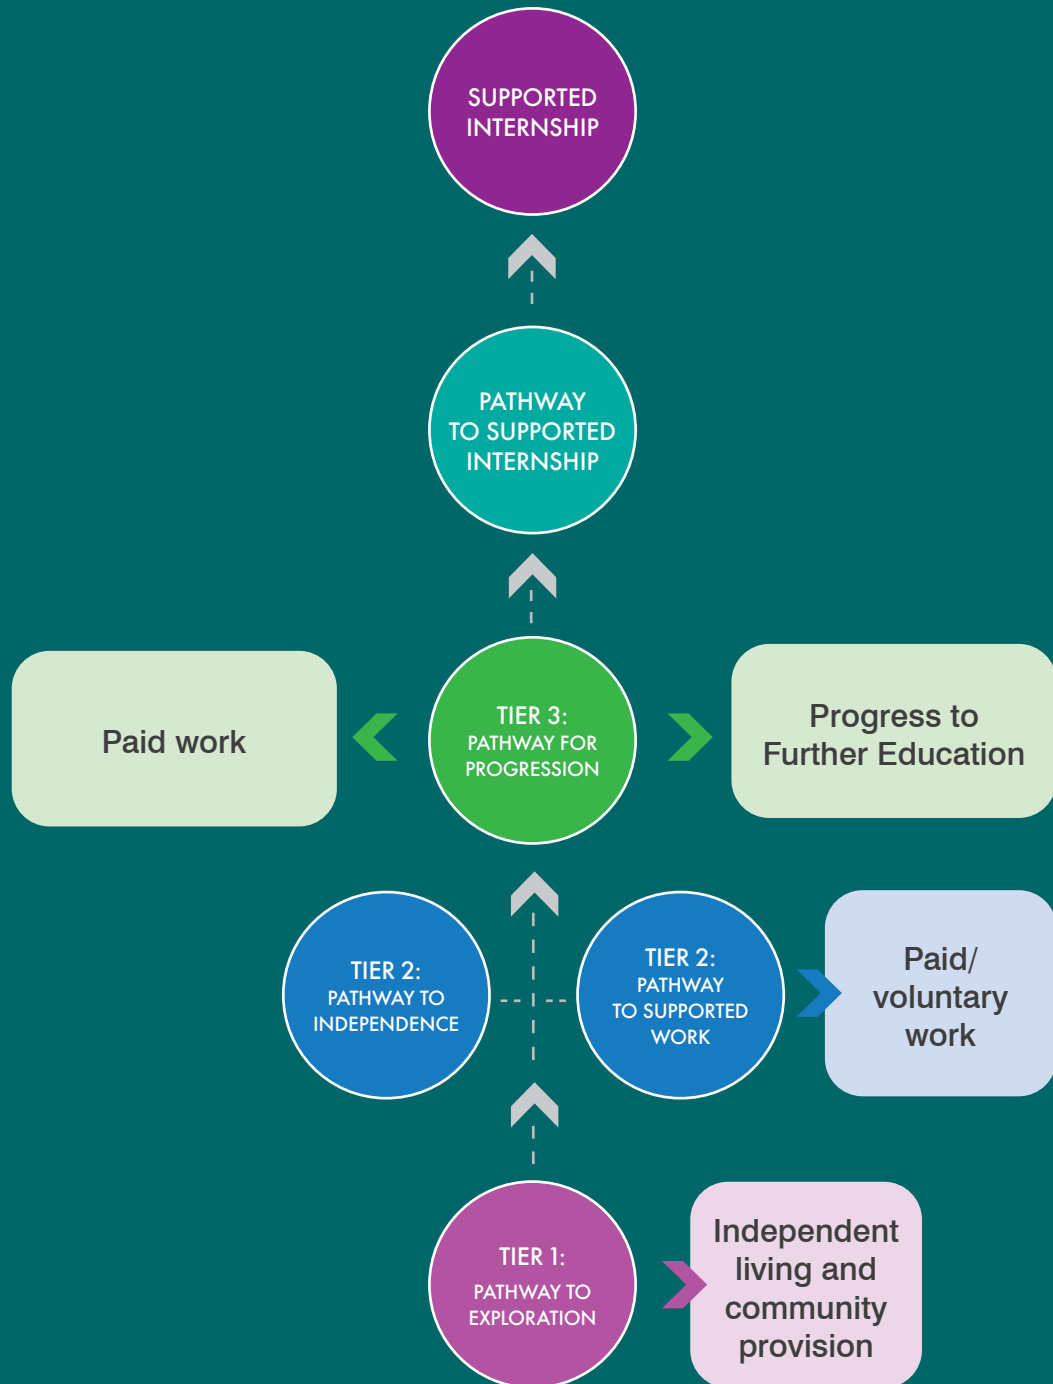 SUPPORTED
INTERNSHIP
PATHWAY
TO SUPPORTED
INTERNSHIP
Paid work
TIER 3:
PATHWAY FOR
PROGRESSION
Progress to
Further Education
TIER 2:
PATHWAY TO
INDEPENDENCE
TIER 2:
PATHWAY
TO SUPPORTED
WORK
Paid/
voluntary
work
TIER 1:
PATHWAY TO
EXPLORATION
Independent
living and
community
provision